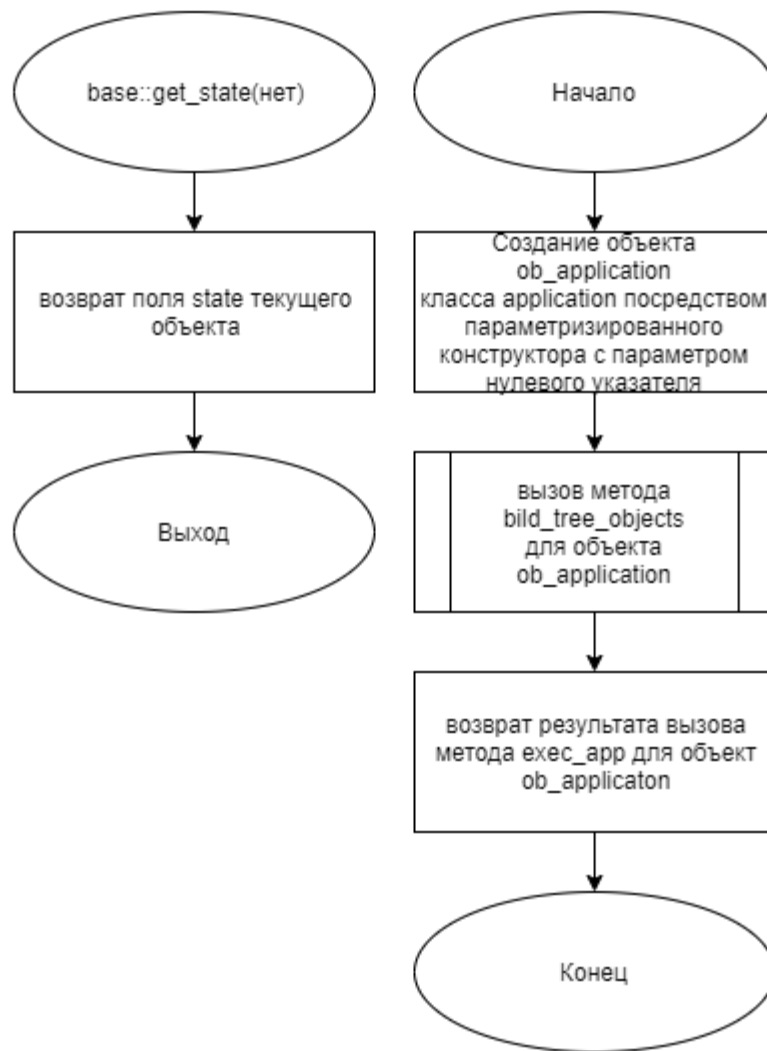 base::get_state(нет)
возврат поля state текущего
объекта
Выход
Начало
Создание объекта
ob_application
класса application посредством
параметризированного
конструктора с параметром
нулевого указателя
вызов метода
bild_tree_objects
для объекта
ob_application
возврат результата вызова
метода exec_app для объект
ob_applicaton
Конец